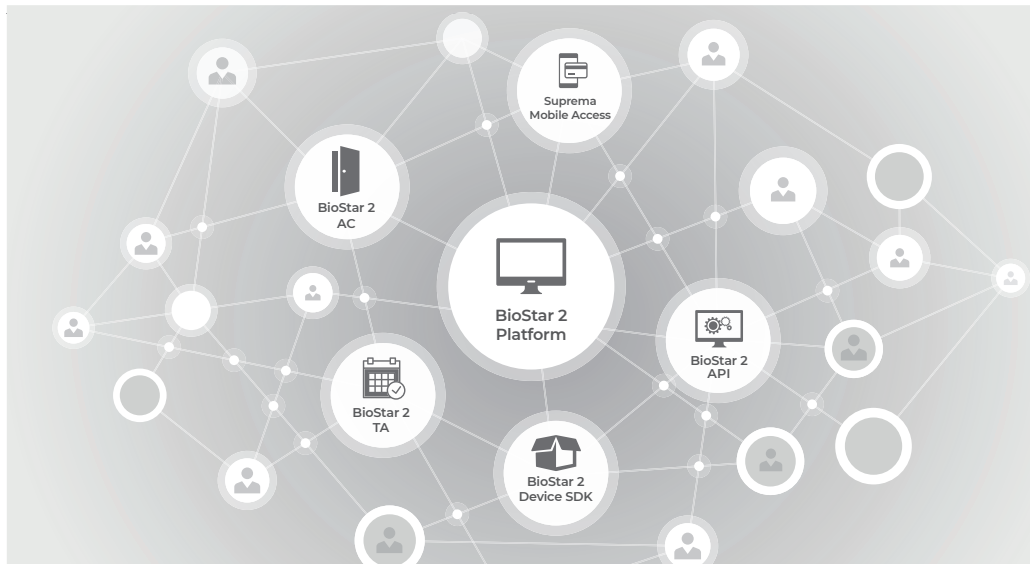 Suprema
Mobile Access
BioStar 2
AC
BioStar 2
Platform
BioStar 2
API
BioStar 2
TA
BioStar 2
Device SDK